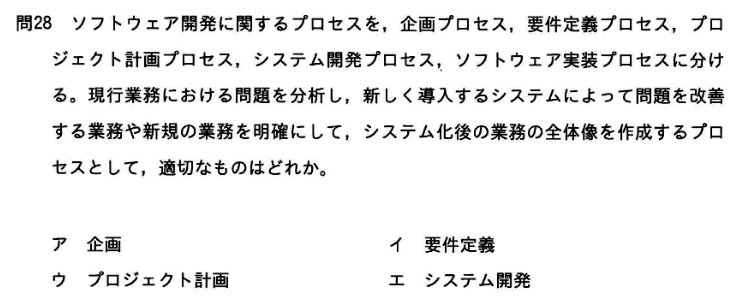 問28　ソフトウェア開発に関するプロセスを，企画プロセス，要件定義プロセス，プロ
ジェクト計画プロセス，システム開発プロセス，ソフトウェア実装プロセスに分け
る。現行業務における問題を分析し，新しく導入するシステムによって問題を改善
する業務や新規の業務を明確にして，システム化後の業務の全体像を作成するプロ
セスとして，適切なものはどれか。
ア　企画　イ　要件定義
ウ　プロジェクト計画　エ　システム開発